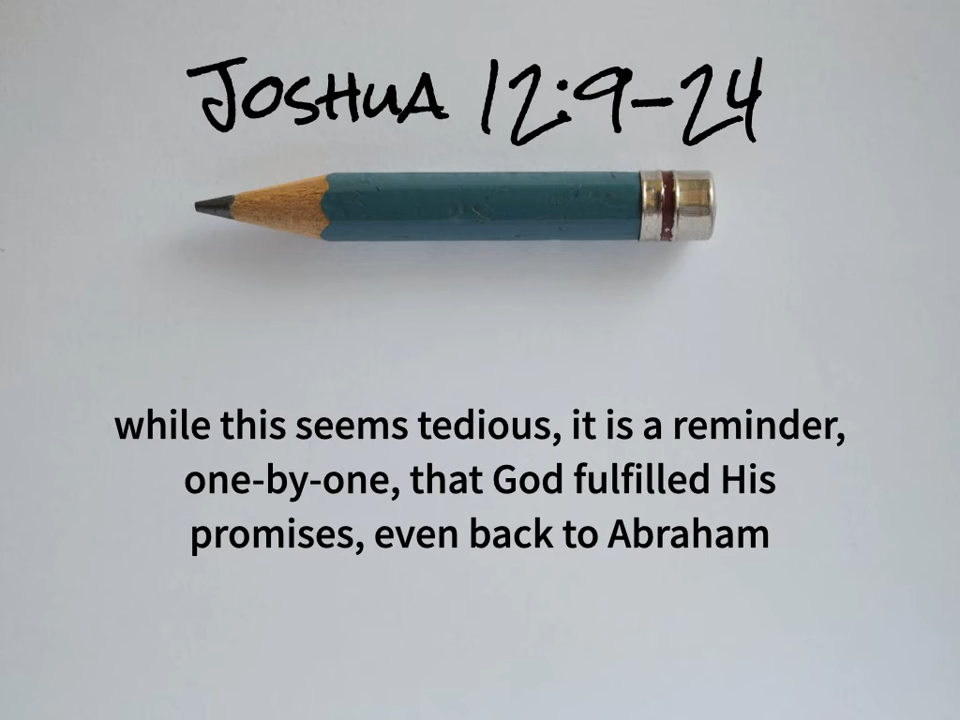 Joshua 12:9-24
while this seems tedious, it is a reminder,
one-by-one, that God fulfilled His
promises, even back to Abraham